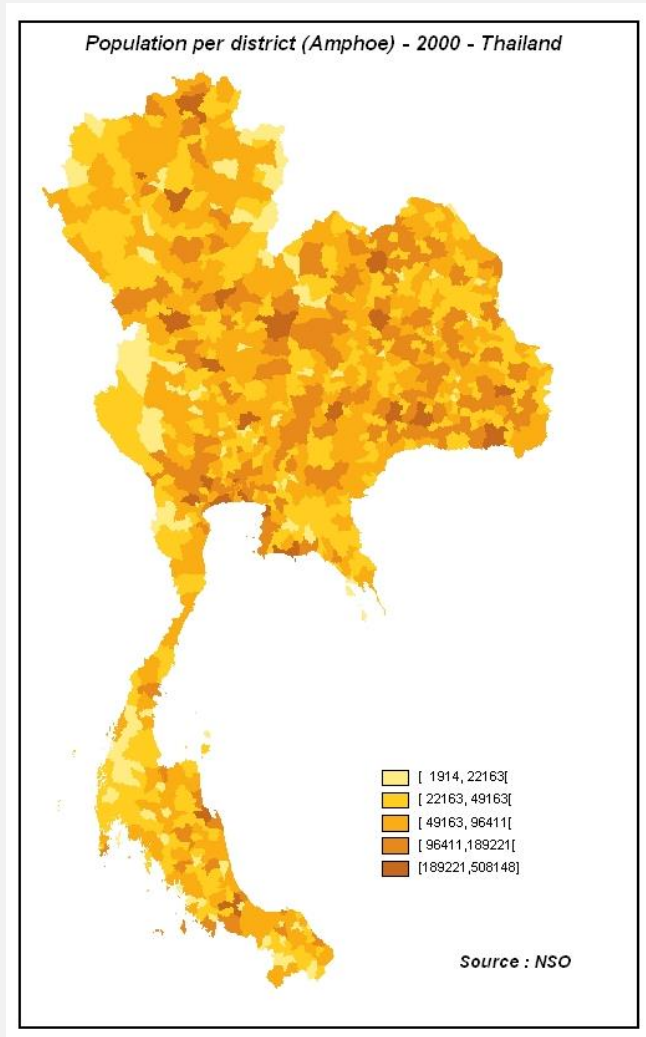 Population per district (Amphoe) - 2000 - Thailand
[ 1914, 22163[
[ 22163, 49163[
[ 49163, 96411[
[ 96411,189221[
[189221,508148]
Source : NSO